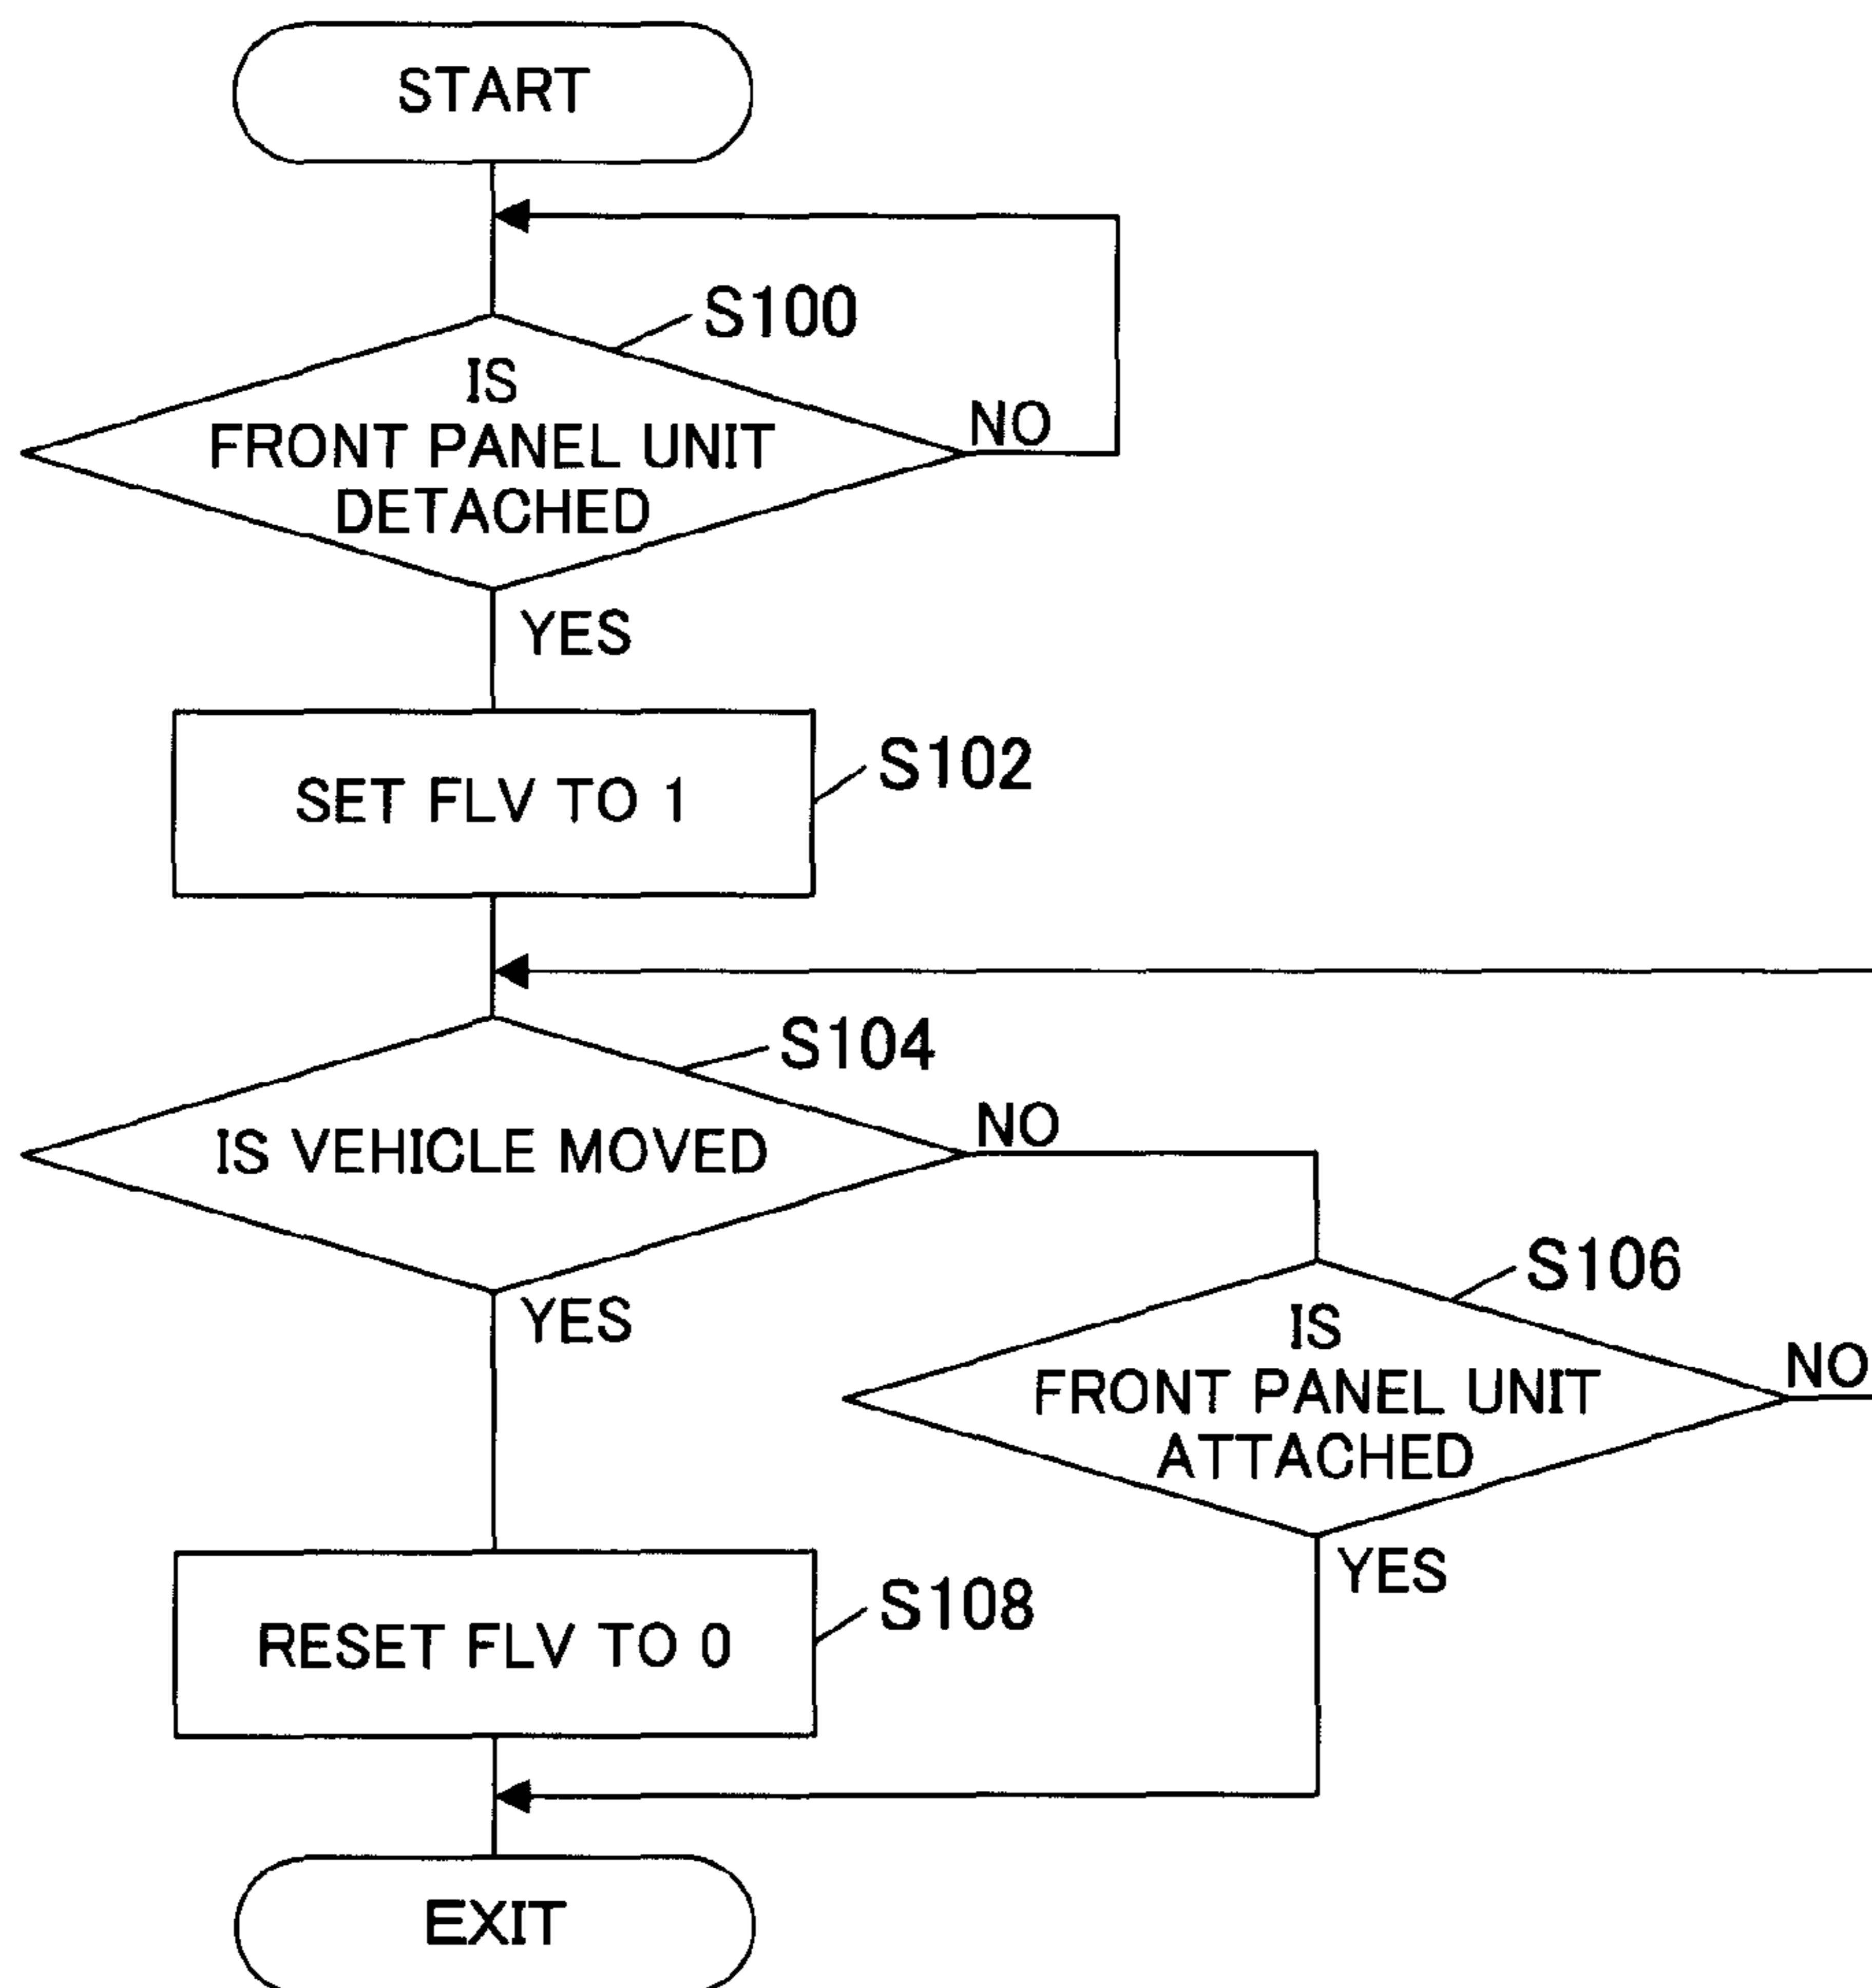 START
S100
IS
FRONT PANEL UNIT
DETACHED
NO
YES
SET FLV TO 1
S102
S104
IS VEHICLE MOVED
NO
YES
S106
IS
FRONT PANEL UNIT
ATTACHED
NO
YES
RESET FLV TO 0
S108
EXIT